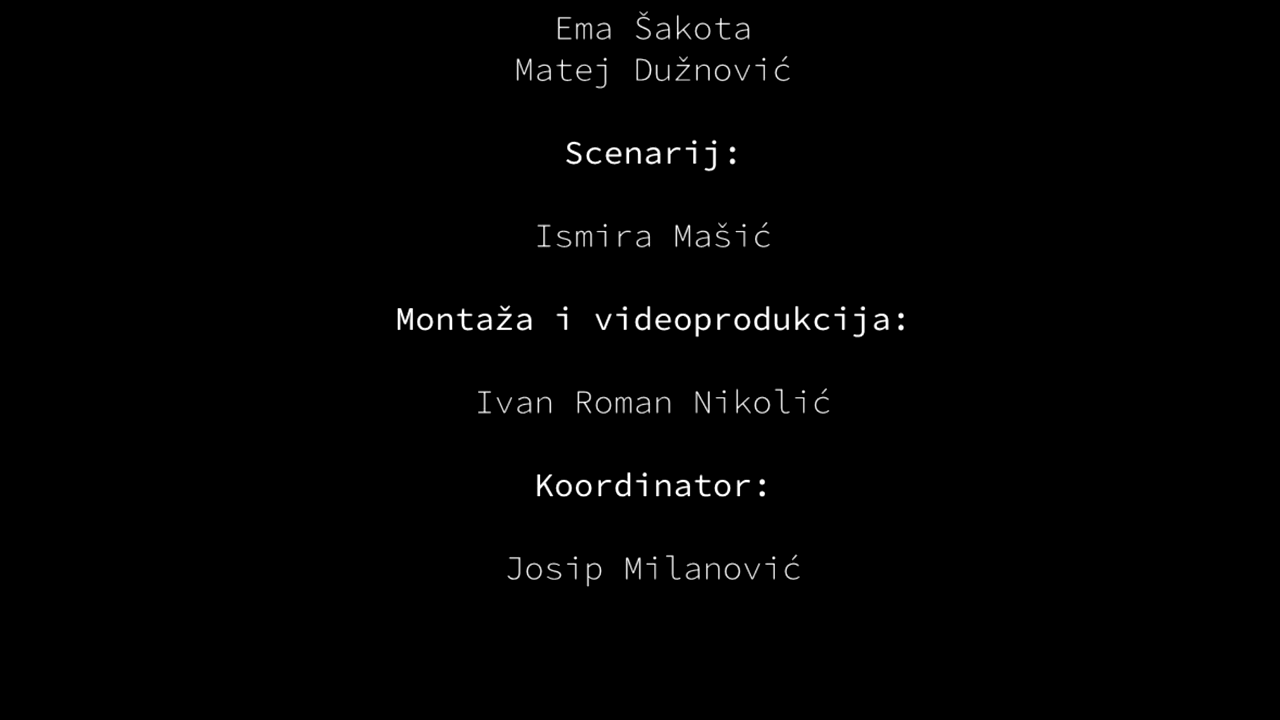 Ema Šakota
Matej Dužnović
Scenarij:
Ismira Mašić
Montaža i videoprodukcija:
Ivan Roman Nikolić
Koordinator:
Josip Milanović